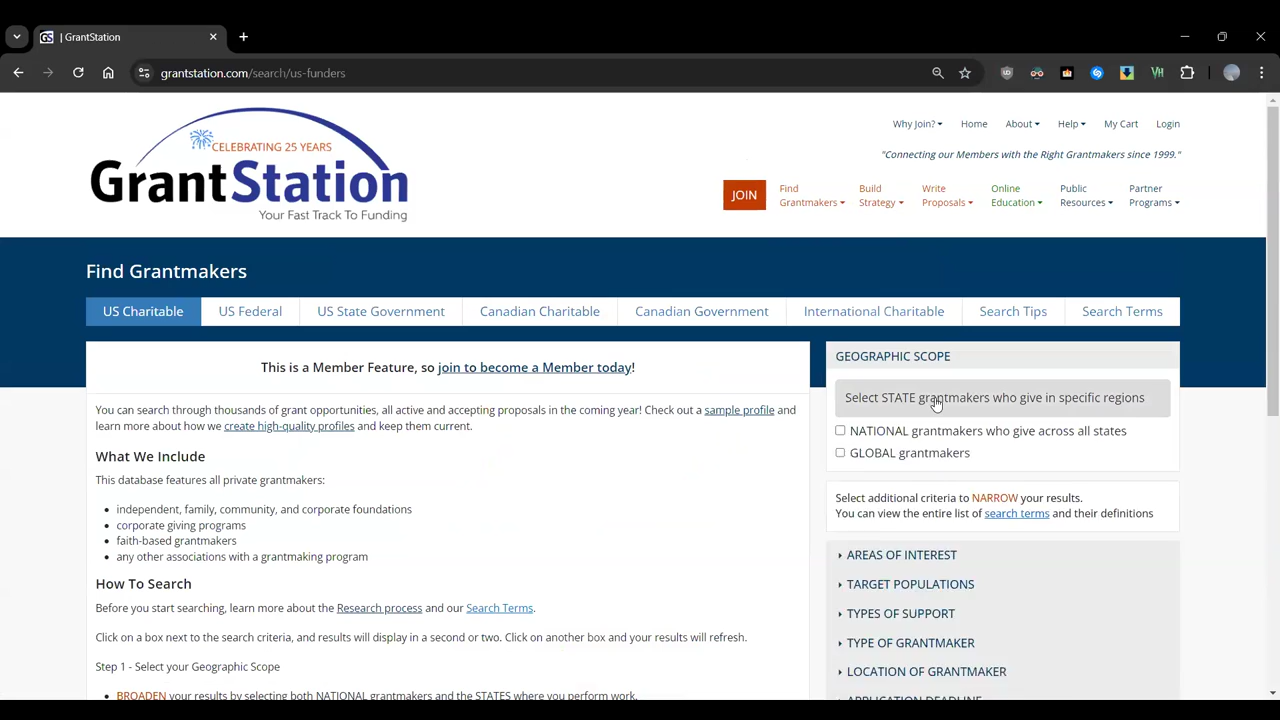 GS | GrantStation
grantstation.com/search/us-funders
CELEBRATING 25 YEARS
GrantStation
Your Fast Track To Funding
Why Join? Home About Help My Cart Login
"Connecting our Members with the Right Grantmakers since 1999."
JOIN
Find Grantmakers
Build Strategy
Write Proposals
Online Education
Public Resources
Partner Programs
Find Grantmakers
US Charitable US Federal US State Government Canadian Charitable Canadian Government International Charitable Search Tips Search Terms
This is a Member Feature, so join to become a Member today!
You can search through thousands of grant opportunities, all active and accepting proposals in the coming year! Check out a sample profile and
learn more about how we create high-quality profiles and keep them current.
What We Include
This database features all private grantmakers:
independent, family, community, and corporate foundations
corporate giving programs
faith-based grantmakers
any other associations with a grantmaking program
How To Search
Before you start searching, learn more about the Research process and our Search Terms.
Click on a box next to the search criteria, and results will display in a second or two. Click on another box and your results will refresh.
Step 1 - Select your Geographic Scope
BROADEN your results by selecting both NATIONAL grantmakers and the STATES where you perform work.
GEOGRAPHIC SCOPE
Select STATE grantmakers who give in specific regions
NATIONAL grantmakers who give across all states
GLOBAL grantmakers
Select additional criteria to NARROW your results.
You can view the entire list of search terms and their definitions
AREAS OF INTEREST
TARGET POPULATIONS
TYPES OF SUPPORT
TYPE OF GRANTMAKER
LOCATION OF GRANTMAKER
APPLICATION DEADLINE